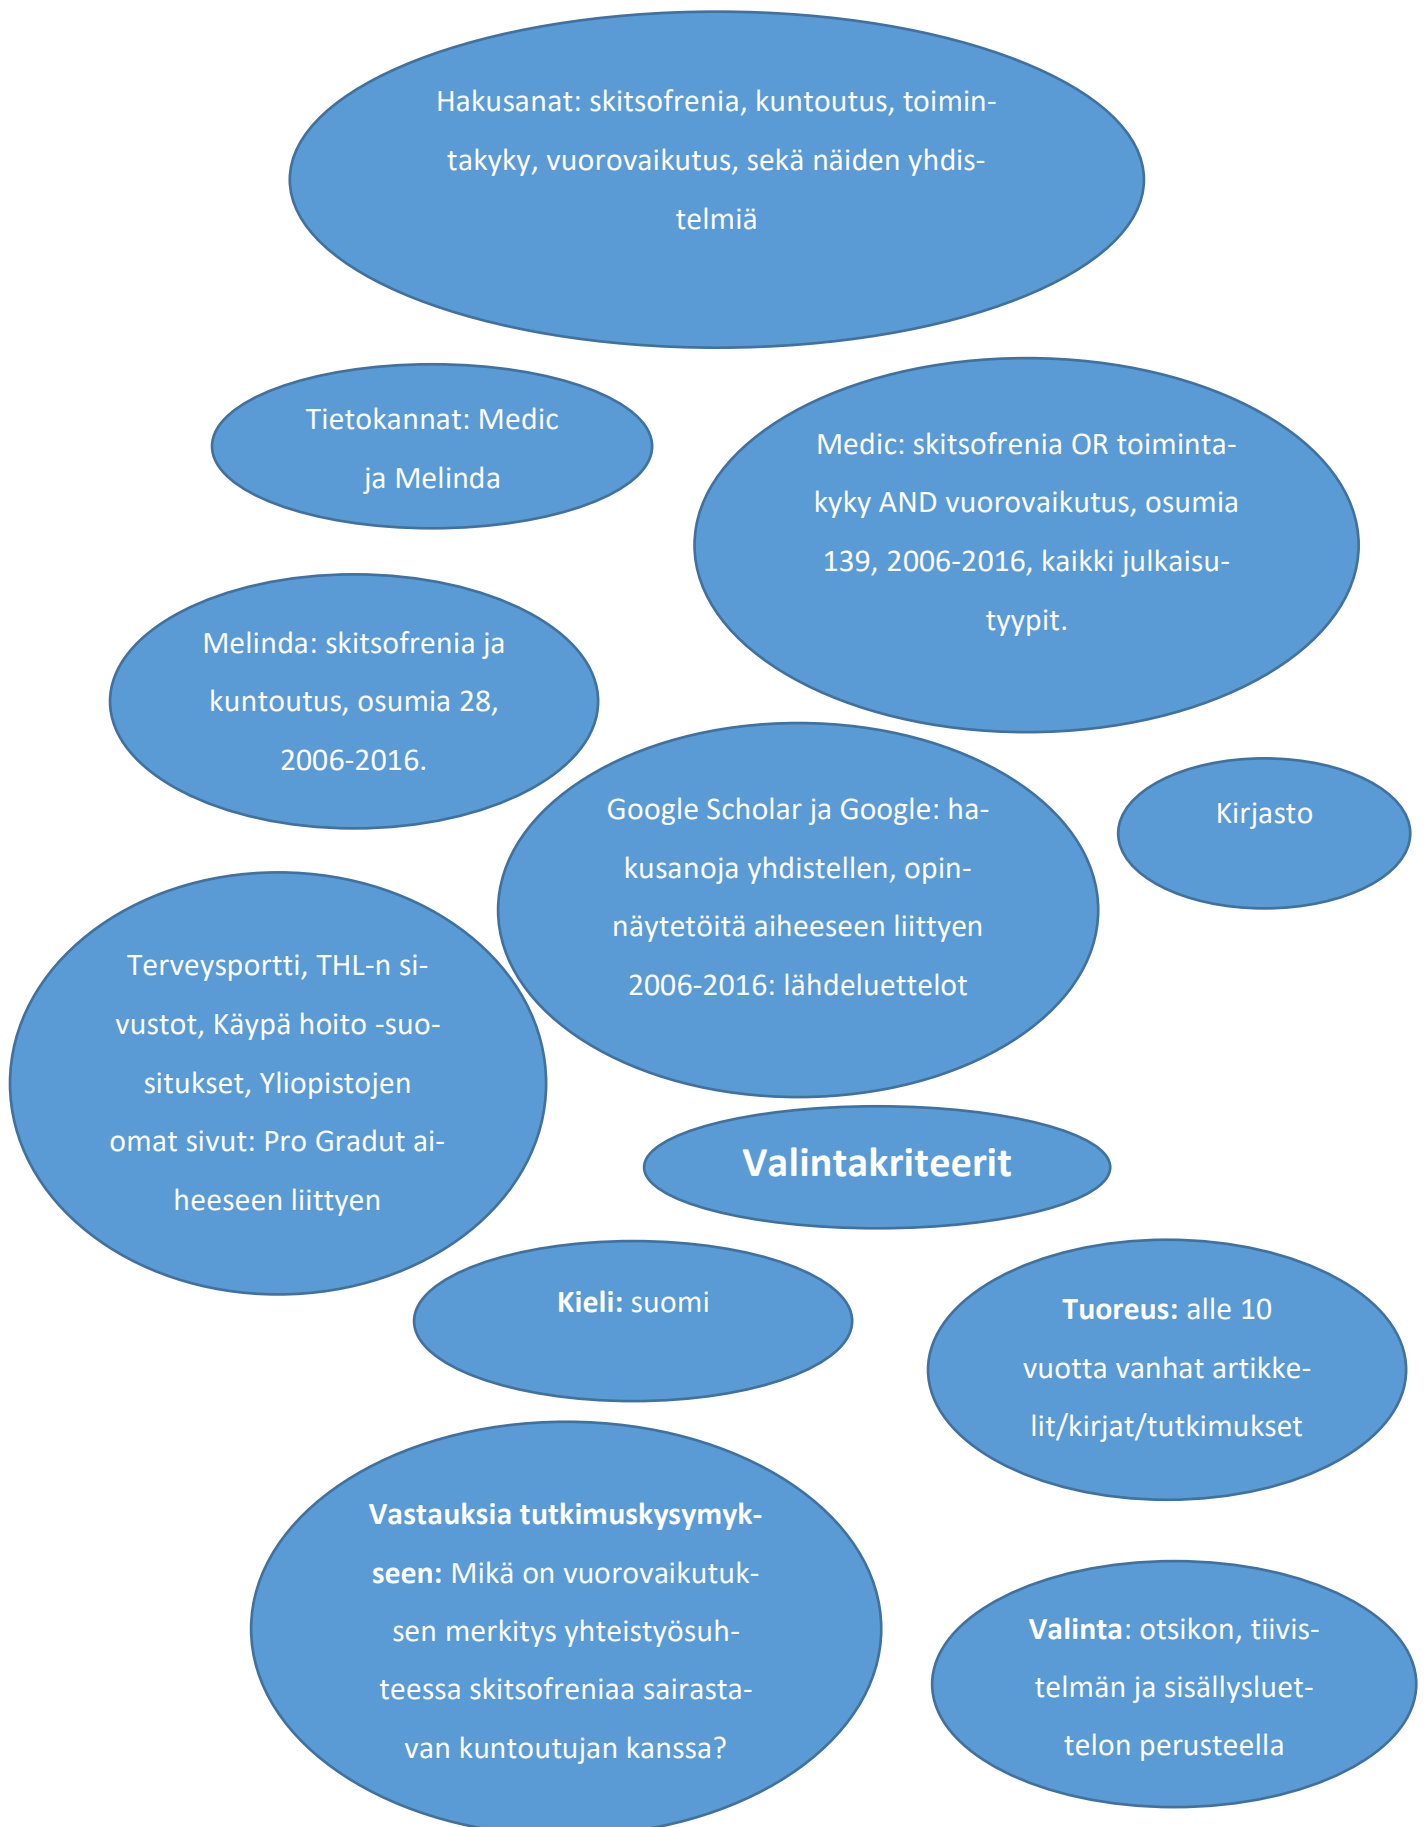 Hakusanat: skitsofrenia, kuntoutus, toimin-
takyky, vuorovaikutus, sekä näiden yhdis-
telmiä
Tietokannat: Medic
ja Melinda
Medic: skitsofrenia OR toiminta-
kyky AND vuorovaikutus, osumia
139, 2006-2016, kaikki julkaisu-
tyypit.
Melinda: skitsofrenia ja
kuntoutus, osumia 28,
2006-2016.
Google Scholar ja Google: ha-
kusanoja yhdistellen, opin-
näytetöitä aiheeseen liittyen
2006-2016: lähdeluettelot
Kirjasto
Terveysportti, THL-n si-
vustot, Käypä hoito -suo-
situkset, Yliopistojen
omat sivut: Pro Gradut ai-
heeseen liittyen
Valintakriteerit
Kieli: suomi
Tuoreus: alle 10
vuotta vanhat artikke-
lit/kirjat/tutkimukset
Vastauksia tutkimuskysymyk-
seen: Mikä on vuorovaikutuk-
sen merkitys yhteistyösuh-
teessa skitsofreniaa sairasta-
van kuntoutujan kanssa?
Valinta: otsikon, tiivis-
telmän ja sisällysluet-
telon perusteella